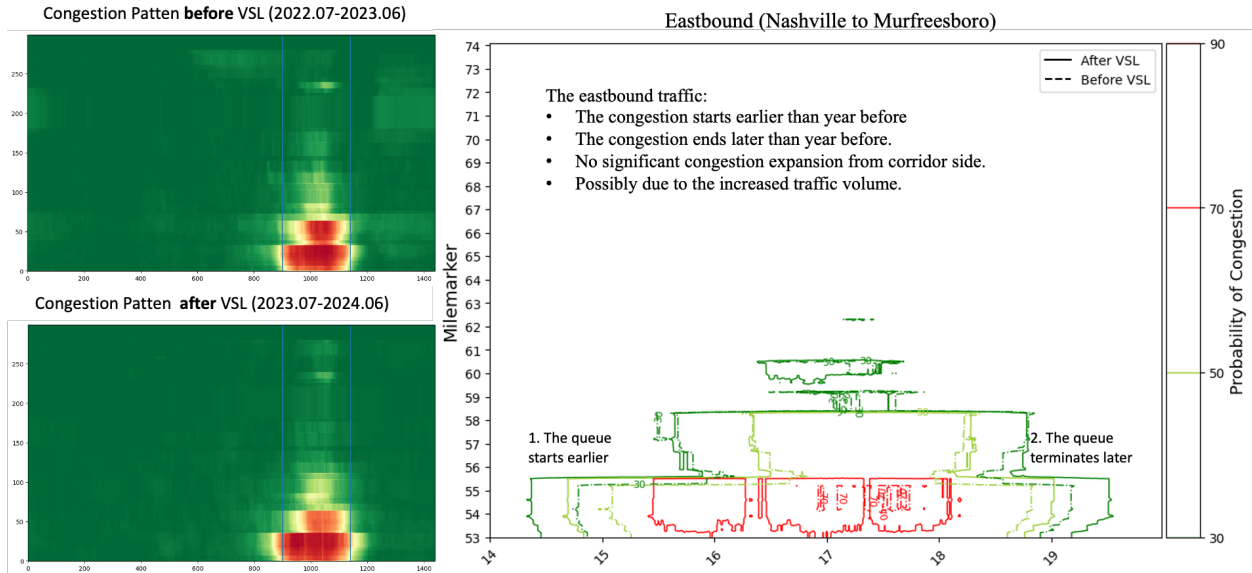 Congestion Patten before VSL (2022.07-2023.06)
250
200
150
100
50
0
0 200 400 600 800 1000 1200 1400
Congestion Patten after VSL (2023.07-2024.06)
250
200
150
100
50
0
0 200 400 600 800 1000 1200 1400
Eastbound (Nashville to Murfreesboro)
After VSL
Before VSL
The eastbound traffic:
• The congestion starts earlier than year before
• The congestion ends later than year before.
• No significant congestion expansion from corridor side.
• Possibly due to the increased traffic volume.
Milemarker
74
73
72
71
70
69
68
67
66
65
64
63
62
61
60
59
58
57
56
55
54
53
14 15 16 17 18 19
1. The queue
starts earlier
2. The queue
terminates later
30
30
50
30
70
70
70
90
70
50
30
Probability of Congestion